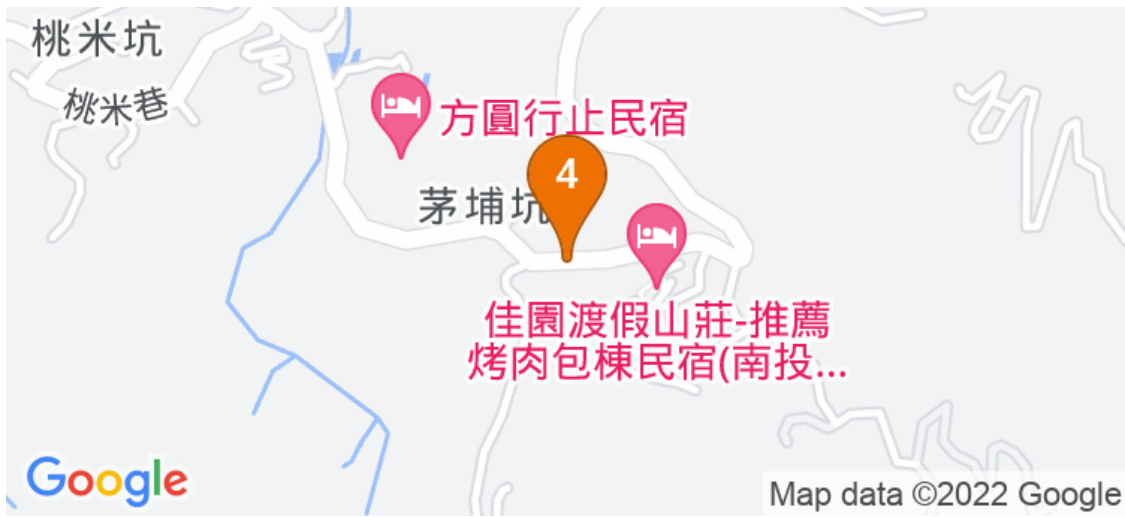 桃米坑
桃米巷
方圓行止民宿
4
茅埔坑
佳園渡假山莊-推薦
烤肉包棟民宿(南投...
Google
Map data ©2022 Google